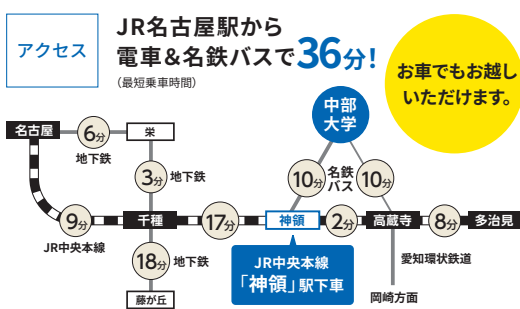 アクセス
JR名古屋駅から
電車&名鉄バスで36分!
（最短乗車時間）
お車でもお越し
いただけます。
中部
大学
名古屋
6分
栄
地下鉄
3分
地下鉄
10分
名鉄
バス
10分
9分
千種
17分
神領
2分
高蔵寺
8分
多治見
JR中央本線
18分
地下鉄
藤が丘
JR中央本線
「神領」駅下車
愛知環状鉄道
岡崎方面